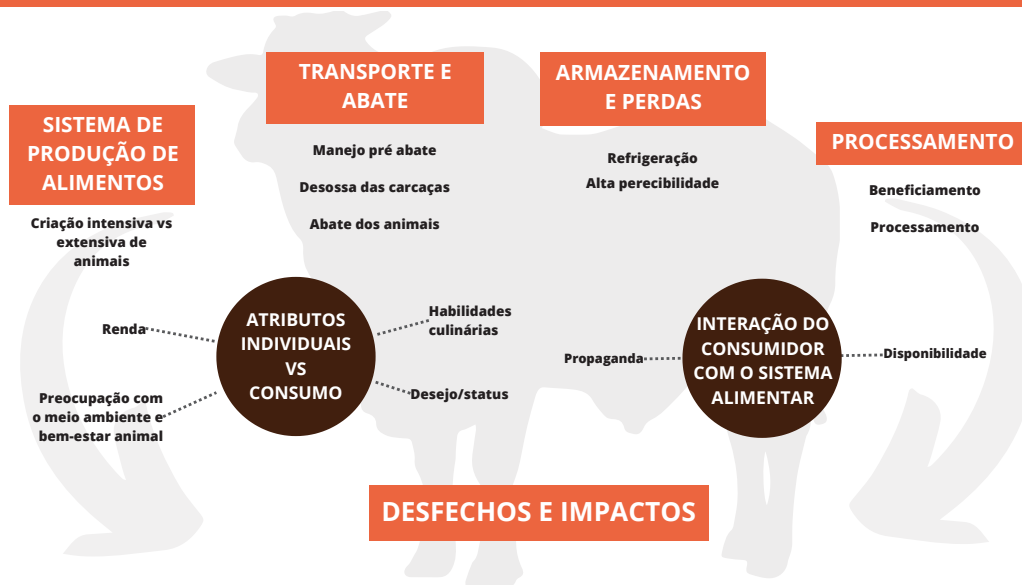 SISTEMA DE
PRODUÇÃO DE
ALIMENTOS
Criação intensiva vs
extensiva de
animais
TRANSPORTE E
ABATE
Manejo pré abate
Desossa das carcaças
Abate dos animais
ARMAZENAMENTO
E PERDAS
Refrigeração
Alta perecibilidade
PROCESSAMENTO
Beneficiamento
Processamento
ATRIBUTOS
INDIVIDUAIS
VS
CONSUMO
Renda
Preocupação com
o meio ambiente e
bem-estar animal
Habilidades
culinárias
Desejo/status
INTERAÇÃO DO
CONSUMIDOR
COM O SISTEMA
ALIMENTAR
Propaganda
Disponibilidade
DESFECHOS E IMPACTOS